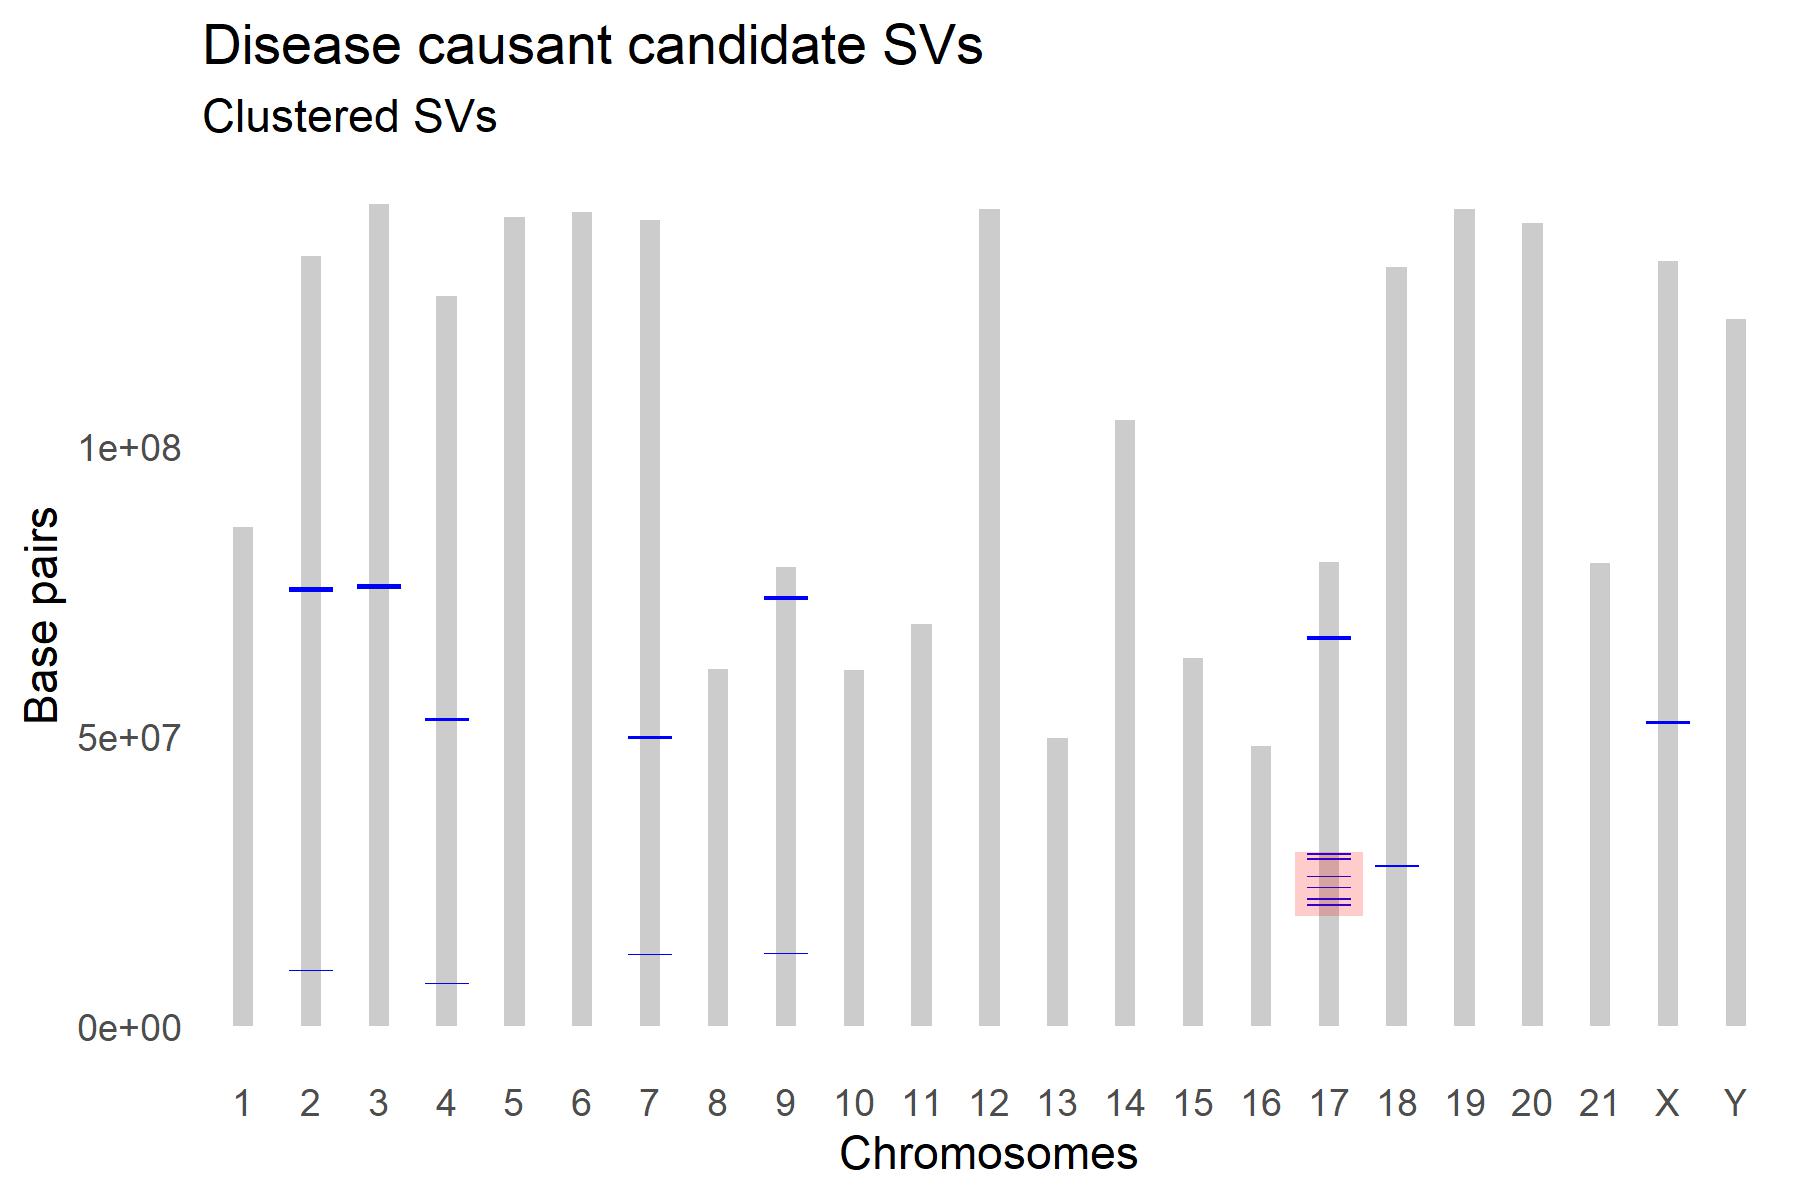 Disease causant candidate SVs
Clustered SVs
1e+08
5e+07
0e+00
Base pairs
1 2 3 4 5 6 7 8 9 10 11 12 13 14 15 16 17 18 19 20 21 X Y
Chromosomes